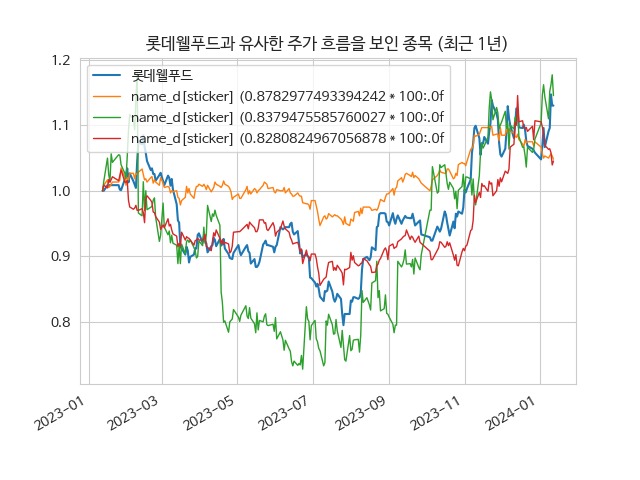 롯데웰푸드과 유사한 주가 흐름을 보인 종목 (최근 1년)
롯데웰푸드
name_d[sticker] (0.8782977493394242 * 100:.0f
name_d[sticker] (0.8379475585760027 * 100:.0f
name_d[sticker] (0.8380824967056878 * 100:.0f
1.2
1.1
1.0
0.9
0.8
2023-01
2023-03
2023-05
2023-07
2023-09
2023-11
2024-01